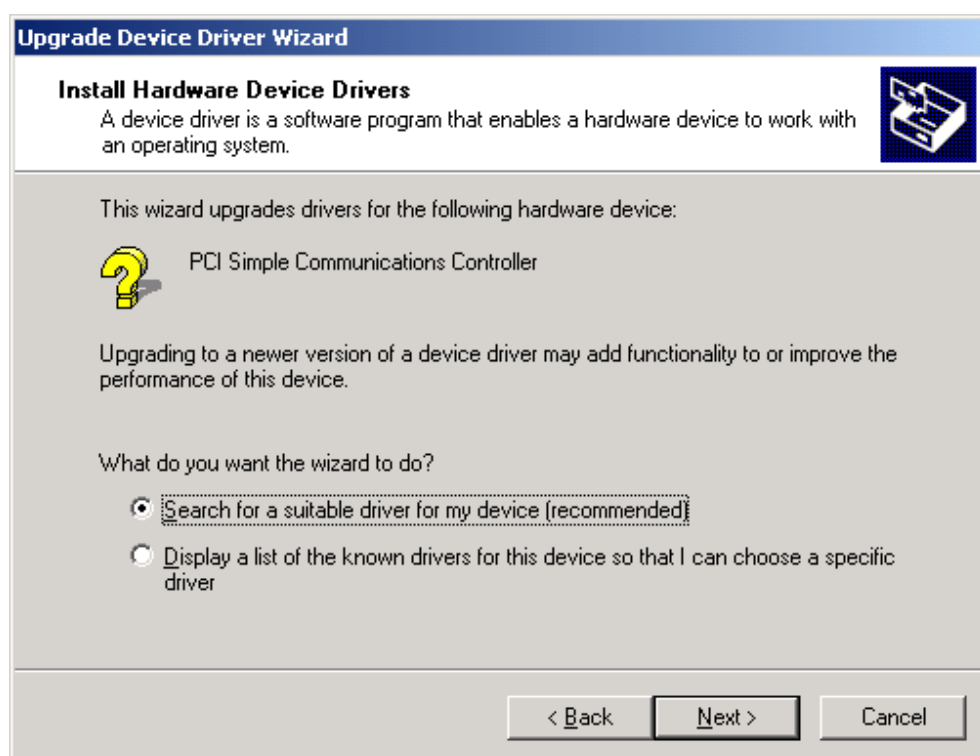 Upgrade Device Driver Wizard
Install Hardware Device Drivers
A device driver is a software program that enables a hardware device to work with
an operating system.
This wizard upgrades drivers for the following hardware device:
PCI Simple Communications Controller
Upgrading to a newer version of a device driver may add functionality to or improve the
performance of this device.
What do you want the wizard to do?
Search for a suitable driver for my device (recommended)
Display a list of the known drivers for this device so that I can choose a specific
driver
< Back
Next >
Cancel